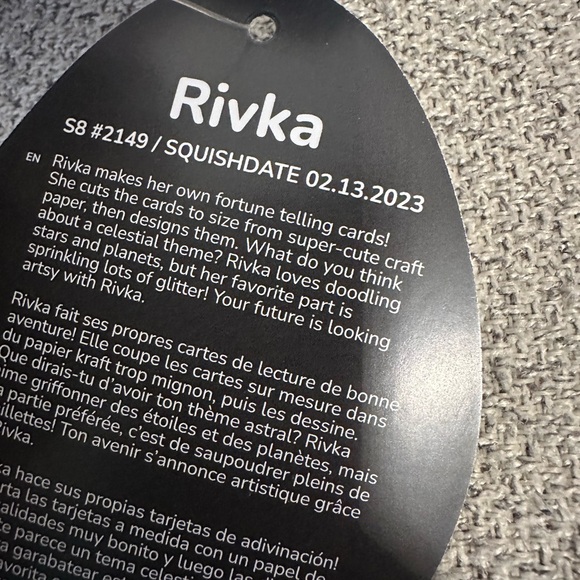 Rivka
S8 #2149 / SQUISHDATE 02.13.2023
EN Rivka makes her own fortune telling cards!
She cuts the cards to size from super-cute craft
paper, then designs them. What do you think
about a celestial theme? Rivka loves doodling
stars and planets, but her favorite part is
sprinkling lots of glitter! Your future is looking
artsy with Rivka.
Rivka fait ses propres cartes de lecture de bonne
aventure! Elle coupe les cartes sur mesure dans
du papier kraft trop mignon, puis les dessine.
Que dirais-tu d'avoir ton thème astral? Rivka
griffonner des étoiles et des planètes, mais
partie préférée, c'est de saupoudrer pleins de
Ton avenir s'annonce artistique grâce
hace sus propias tarjetas de adivinación!
las tarjetas a medida con un papel de
muy bonito y luego las
parece un tema
garabatear